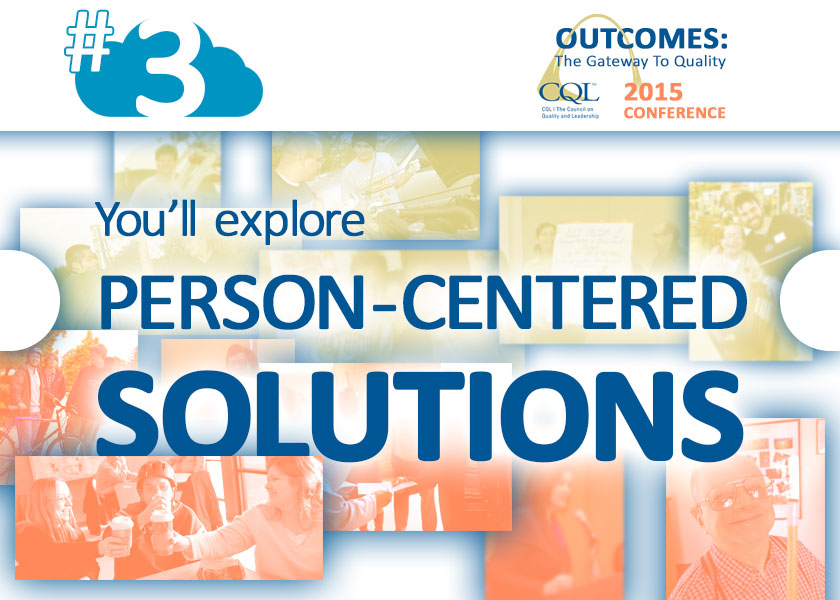 #3
OUTCOMES:
The Gateway To Quality
CQL™
CQL | The Council on
Quality and Leadership
2015
CONFERENCE
You'll explore
PERSON-CENTERED
SOLUTIONS